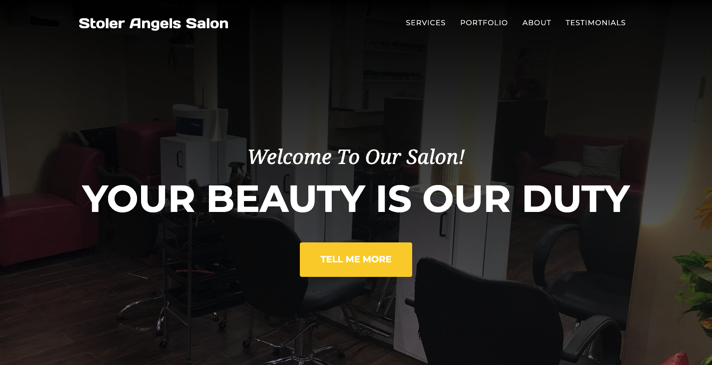 Stoler Angels Salon
SERVICES PORTFOLIO ABOUT TESTIMONIALS
Welcome To Our Salon!
YOUR BEAUTY IS OUR DUTY
TELL ME MORE